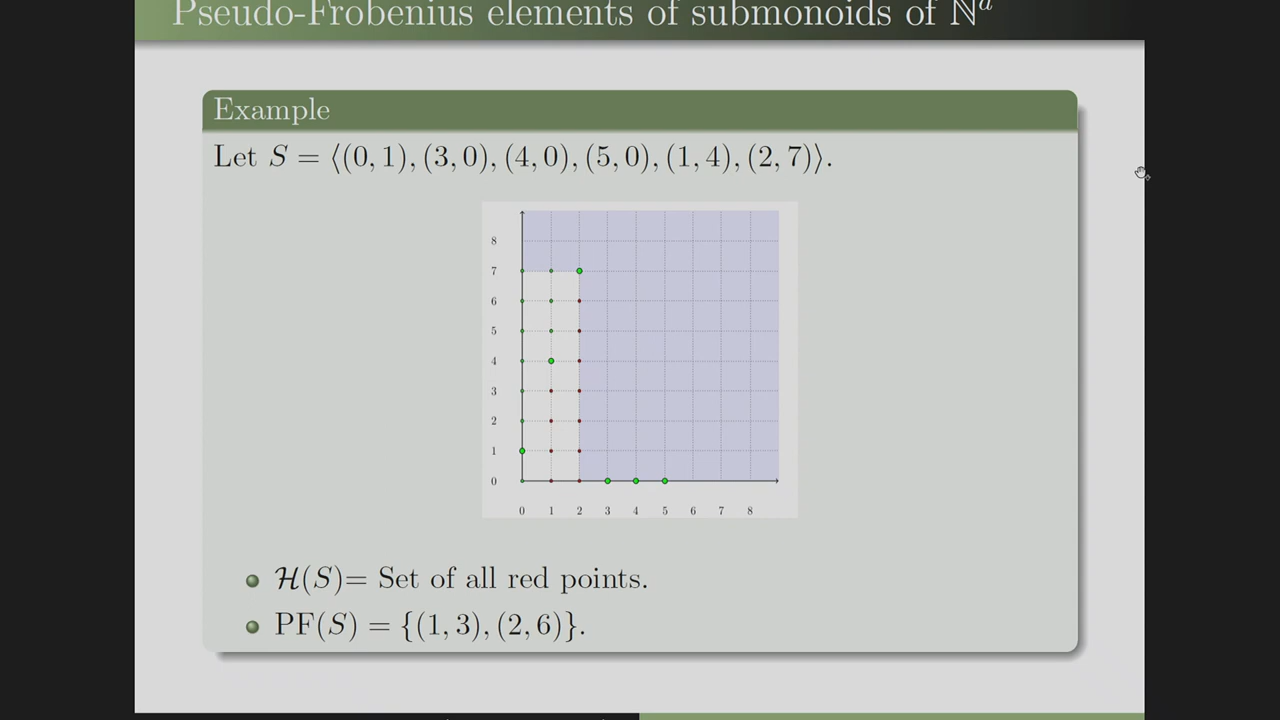 Pseudo-Frobenius elements of submonoids of ℕᵈ
Example
Let S = ⟨(0, 1), (3, 0), (4, 0), (5, 0), (1, 4), (2, 7)⟩.
8
7
6
5
4
3
2
1
0
0 1 2 3 4 5 6 7 8
ℋ(S)= Set of all red points.
PF(S) = {(1, 3), (2, 6)}.